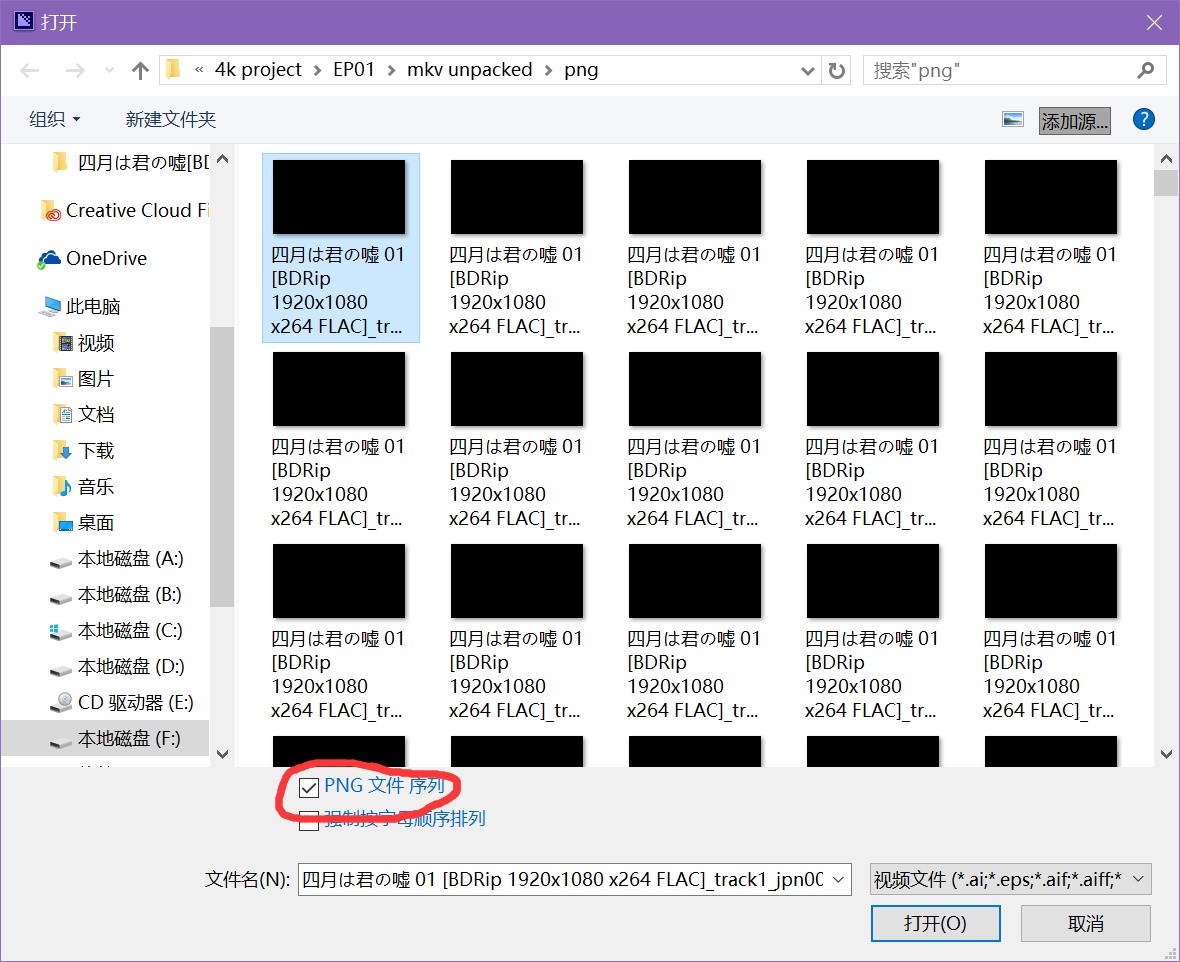 打开
« 4k project › EP01 › mkv unpacked › png
搜索"png"
组织
新建文件夹
添加源...
?
四月は君の嘘[BD
Creative Cloud Fi
OneDrive
此电脑
视频
图片
文档
下载
音乐
桌面
本地磁盘 (A:)
本地磁盘 (B:)
本地磁盘 (C:)
本地磁盘 (D:)
CD 驱动器 (E:)
本地磁盘 (F:)
四月は君の嘘 01
[BDRip
1920x1080
x264 FLAC]_tr...
四月は君の嘘 01
[BDRip
1920x1080
x264 FLAC]_tr...
四月は君の嘘 01
[BDRip
1920x1080
x264 FLAC]_tr...
四月は君の嘘 01
[BDRip
1920x1080
x264 FLAC]_tr...
四月は君の嘘 01
[BDRip
1920x1080
x264 FLAC]_tr...
四月は君の嘘 01
[BDRip
1920x1080
x264 FLAC]_tr...
四月は君の嘘 01
[BDRip
1920x1080
x264 FLAC]_tr...
四月は君の嘘 01
[BDRip
1920x1080
x264 FLAC]_tr...
四月は君の嘘 01
[BDRip
1920x1080
x264 FLAC]_tr...
四月は君の嘘 01
[BDRip
1920x1080
x264 FLAC]_tr...
四月は君の嘘 01
[BDRip
1920x1080
x264 FLAC]_tr...
四月は君の嘘 01
[BDRip
1920x1080
x264 FLAC]_tr...
四月は君の嘘 01
[BDRip
1920x1080
x264 FLAC]_tr...
四月は君の嘘 01
[BDRip
1920x1080
x264 FLAC]_tr...
四月は君の嘘 01
[BDRip
1920x1080
x264 FLAC]_tr...
PNG 文件 序列
强制按字母顺序排列
文件名(N):
四月は君の嘘 01 [BDRip 1920x1080 x264 FLAC]_track1_jpn00
视频文件 (*.ai;*.eps;*.aif;*.aiff;*
打开(O)
取消